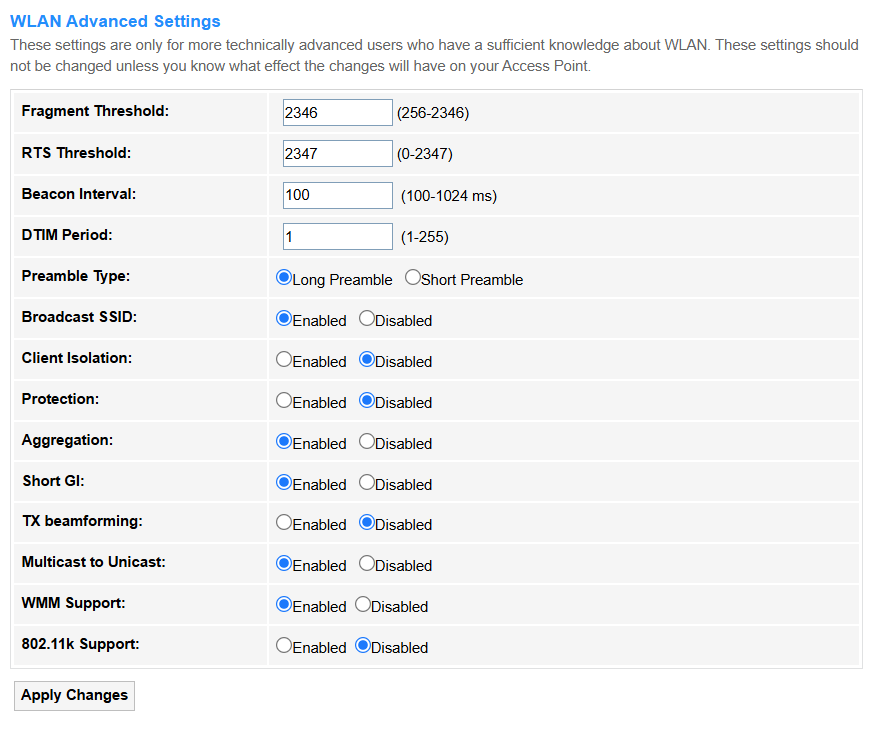 WLAN Advanced Settings
These settings are only for more technically advanced users who have a sufficient knowledge about WLAN. These settings should
not be changed unless you know what effect the changes will have on your Access Point.
Fragment Threshold: 2346 (256-2346)
RTS Threshold: 2347 (0-2347)
Beacon Interval: 100 (100-1024 ms)
DTIM Period: 1 (1-255)
Preamble Type: Long Preamble Short Preamble
Broadcast SSID: Enabled Disabled
Client Isolation: Enabled Disabled
Protection: Enabled Disabled
Aggregation: Enabled Disabled
Short GI: Enabled Disabled
TX beamforming: Enabled Disabled
Multicast to Unicast: Enabled Disabled
WMM Support: Enabled Disabled
802.11k Support: Enabled Disabled
Apply Changes